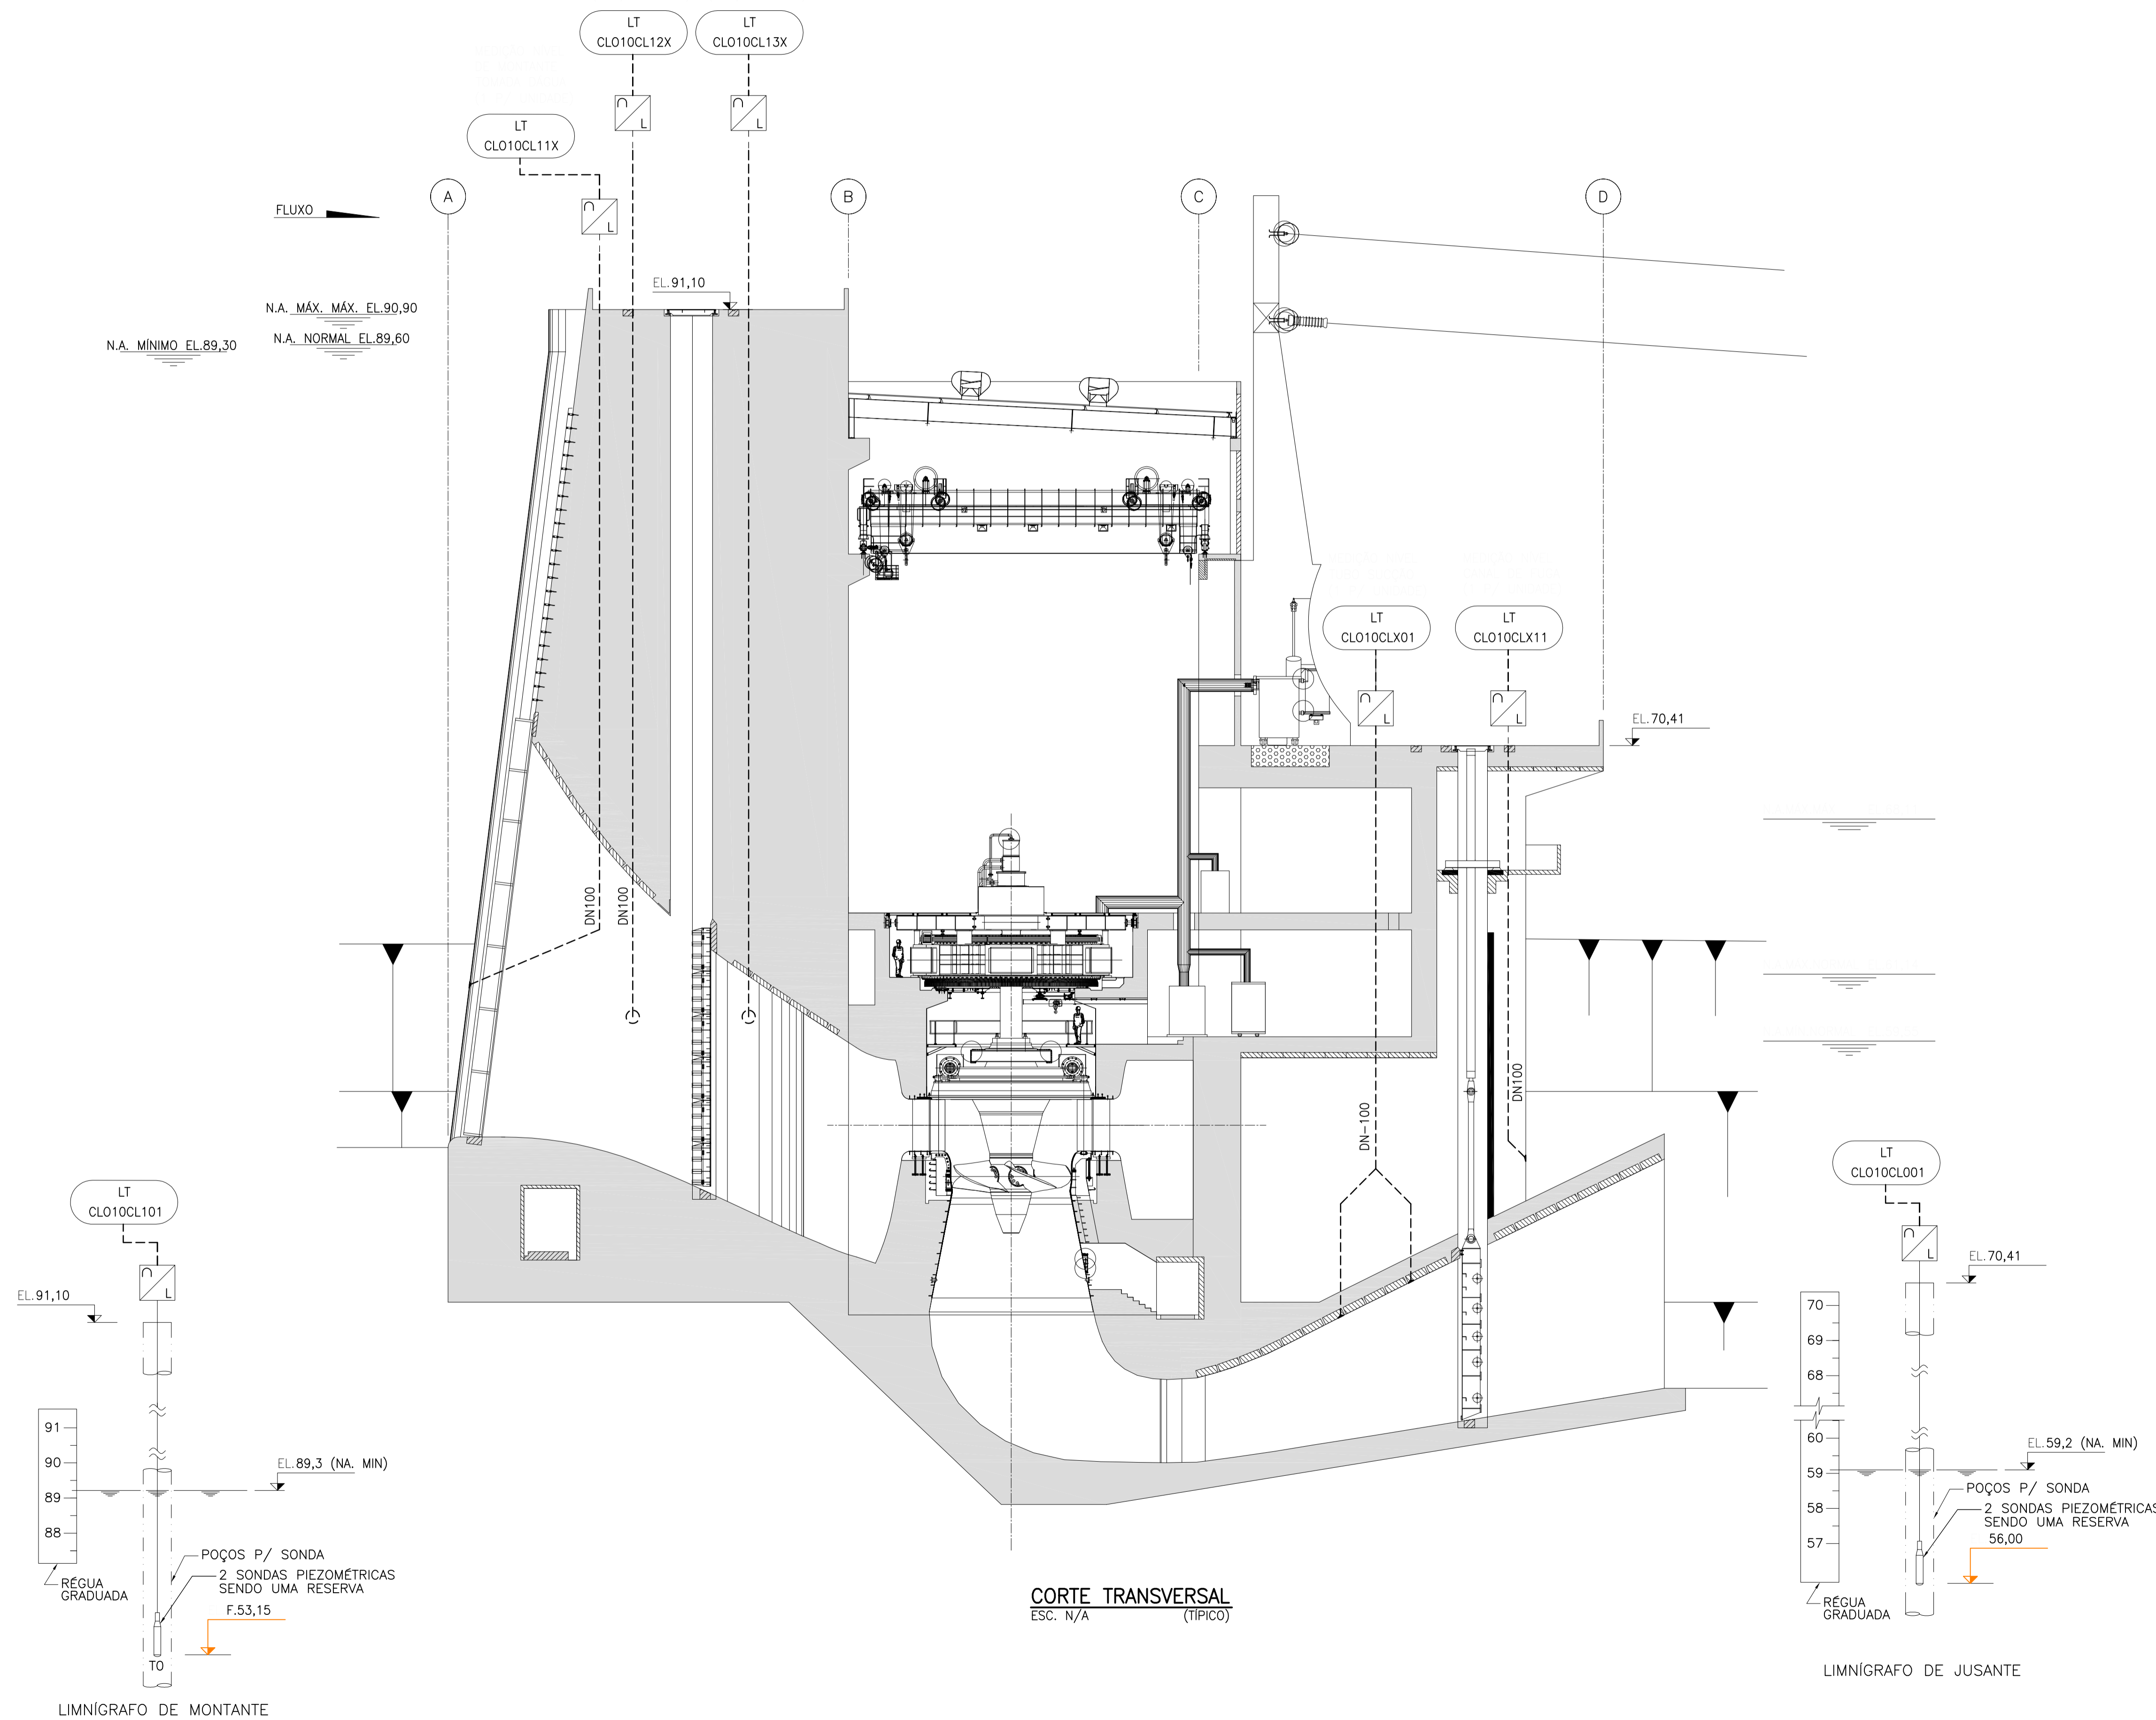 LT
CLO10CL12X
LT
CLO10CL13X
∩
L
∩
L
LT
CLO10CL11X
∩
L
A
B
C
D
FLUXO
EL.91,10
N.A. MÁX. MÁX. EL.90,90
N.A. NORMAL EL.89,60
N.A. MÍNIMO EL.89,30
LT
CLO10CLX01
LT
CLO10CLX11
∩
L
∩
L
EL.70,41
DN100
DN100
DN-100
DN100
LT
CLO10CL101
∩
L
EL.91,10
91
90
89
88
EL.89,3 (NA. MIN)
POÇOS P/ SONDA
2 SONDAS PIEZOMÉTRICAS
SENDO UMA RESERVA
RÉGUA
GRADUADA
F.53,15
TO
LIMNÍGRAFO DE MONTANTE
CORTE TRANSVERSAL
ESC. N/A (TÍPICO)
LT
CLO10CL001
∩
L
EL.70,41
70
69
68
60
59
58
57
EL.59,2 (NA. MIN)
POÇOS P/ SONDA
2 SONDAS PIEZOMÉTRICAS
SENDO UMA RESERVA
56,00
RÉGUA
GRADUADA
LIMNÍGRAFO DE JUSANTE